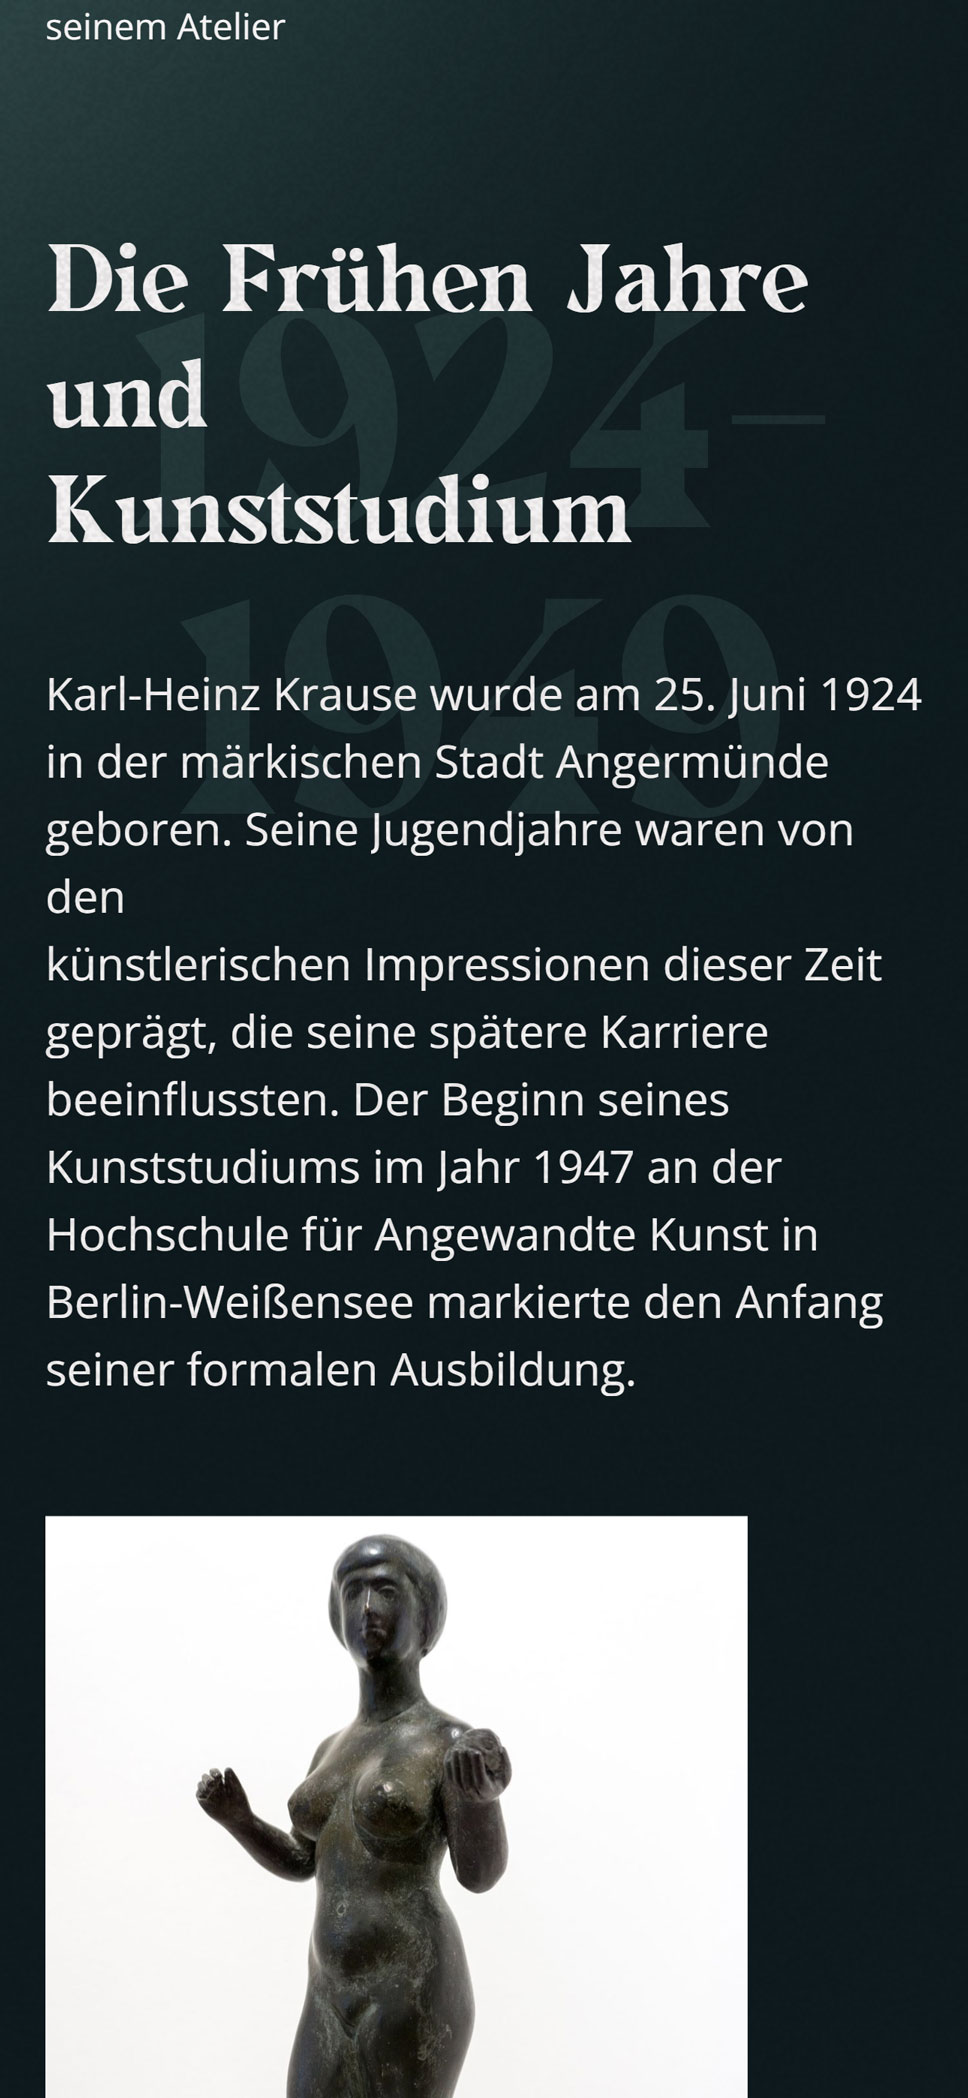 seinem Atelier
1924–
1949
Die Frühen Jahre
und
Kunststudium
Karl-Heinz Krause wurde am 25. Juni 1924
in der märkischen Stadt Angermünde
geboren. Seine Jugendjahre waren von
den
künstlerischen Impressionen dieser Zeit
geprägt, die seine spätere Karriere
beeinflussten. Der Beginn seines
Kunststudiums im Jahr 1947 an der
Hochschule für Angewandte Kunst in
Berlin-Weißensee markierte den Anfang
seiner formalen Ausbildung.